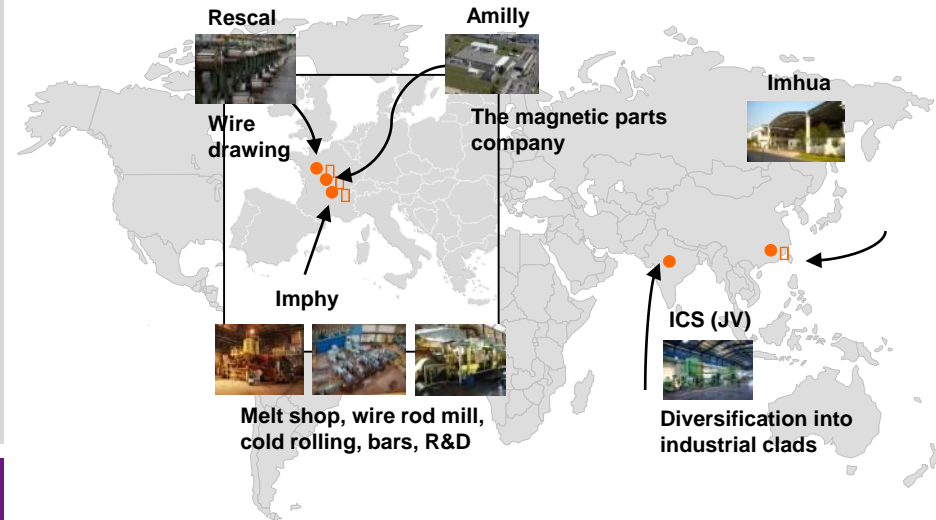 Rescal
Amilly
Imhua
Wire
drawing
The magnetic parts
company
Imphy
ICS (JV)
Melt shop, wire rod mill,
cold rolling, bars, R&D
Diversification into
industrial clads